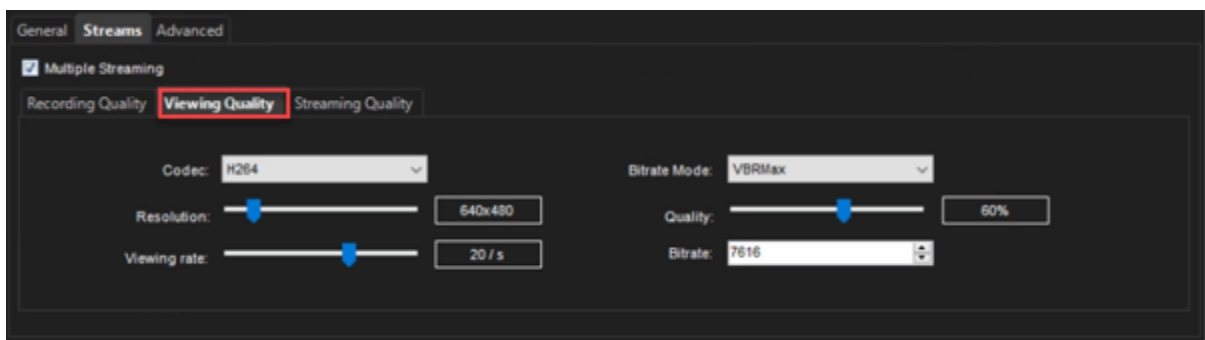 General Streams Advanced
Multiple Streaming
Recording Quality Viewing Quality Streaming Quality
Codec: H264 Bitrate Mode: VBRMax
Resolution: 640x480 Quality: 60%
Viewing rate: 20 / s Bitrate: 7616